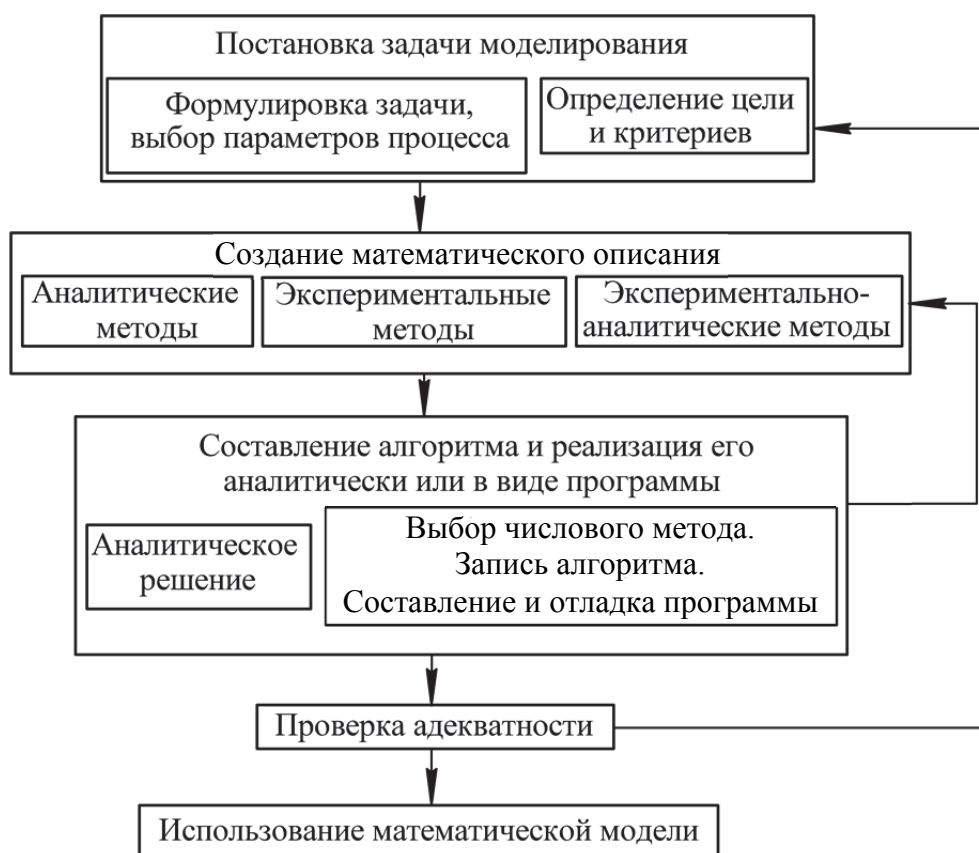 Постановка задачи моделирования
Формулировка задачи,
выбор параметров процесса
Определение цели
и критериев
Создание математического описания
Аналитические
методы
Экспериментальные
методы
Экспериментально-
аналитические методы
Составление алгоритма и реализация его
аналитически или в виде программы
Аналитическое
решение
Выбор числового метода.
Запись алгоритма.
Составление и отладка программы
Проверка адекватности
Использование математической модели